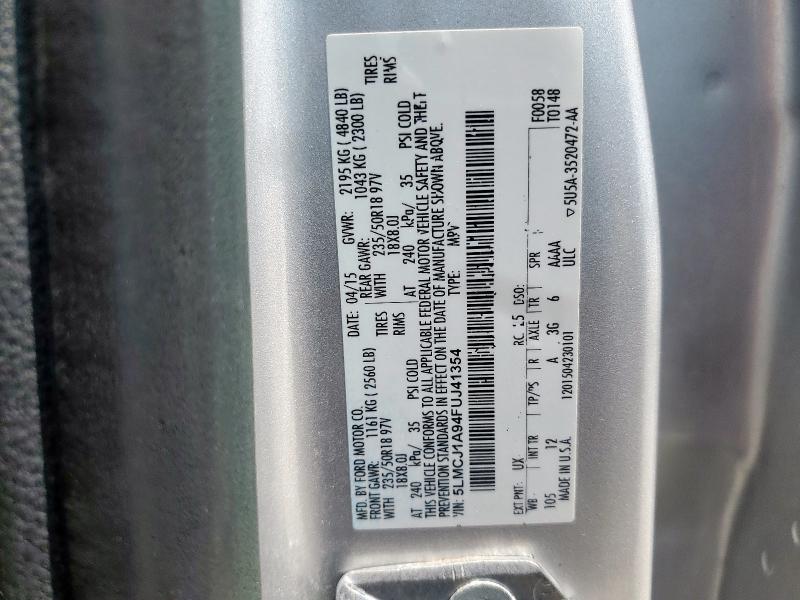 MFD. BY FORD MOTOR CO.
DATE: 04/15 GVWR: 2195 KG ( 4840 LB)
FRONT GAWR: 1161 KG ( 2560 LB) REAR GAWR: 1043 KG ( 2300 LB)
WITH 235/50R18 97V TIRES WITH 235/50R18 97V TIRES
18X8.0J RIMS 18X8.0J RIMS
AT 240 kPa/ 35 PSI COLD AT 240 kPa/ 35 PSI COLD
THIS VEHICLE CONFORMS TO ALL APPLICABLE FEDERAL MOTOR VEHICLE SAFETY AND THEFT
PREVENTION STANDARDS IN EFFECT ON THE DATE OF MANUFACTURE SHOWN ABOVE.
VIN: 5LMCJ1A94FUJ41354 TYPE: MPV
EXT PNT: UX RC: 25 DSO: F0058
T0148
WB INT TR TP/PS R AXLE TR SPR
105 12 A 3G 6 AAAA
MADE IN U.S.A. 1201504230101 ULC
5U5A-3520472-AA